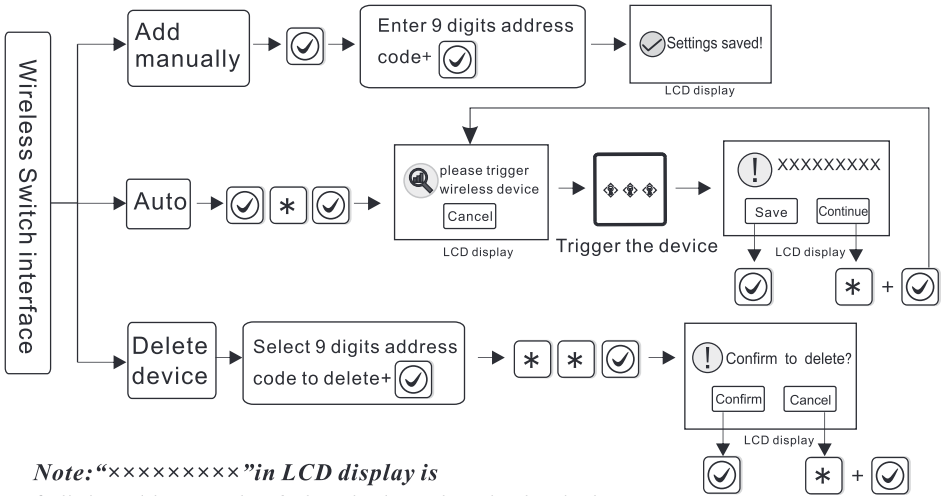 Wireless Switch interface
Add
manually
Enter 9 digits address
code+
Settings saved!
LCD display
Auto
*
please trigger
wireless device
Cancel
LCD display
Trigger the device
! XXXXXXXXX
Save Continue
LCD display
* +
Delete
device
Select 9 digits address
code to delete+
* *
! Confirm to delete?
Confirm Cancel
LCD display
* +
Note:“×××××××××”in LCD display is